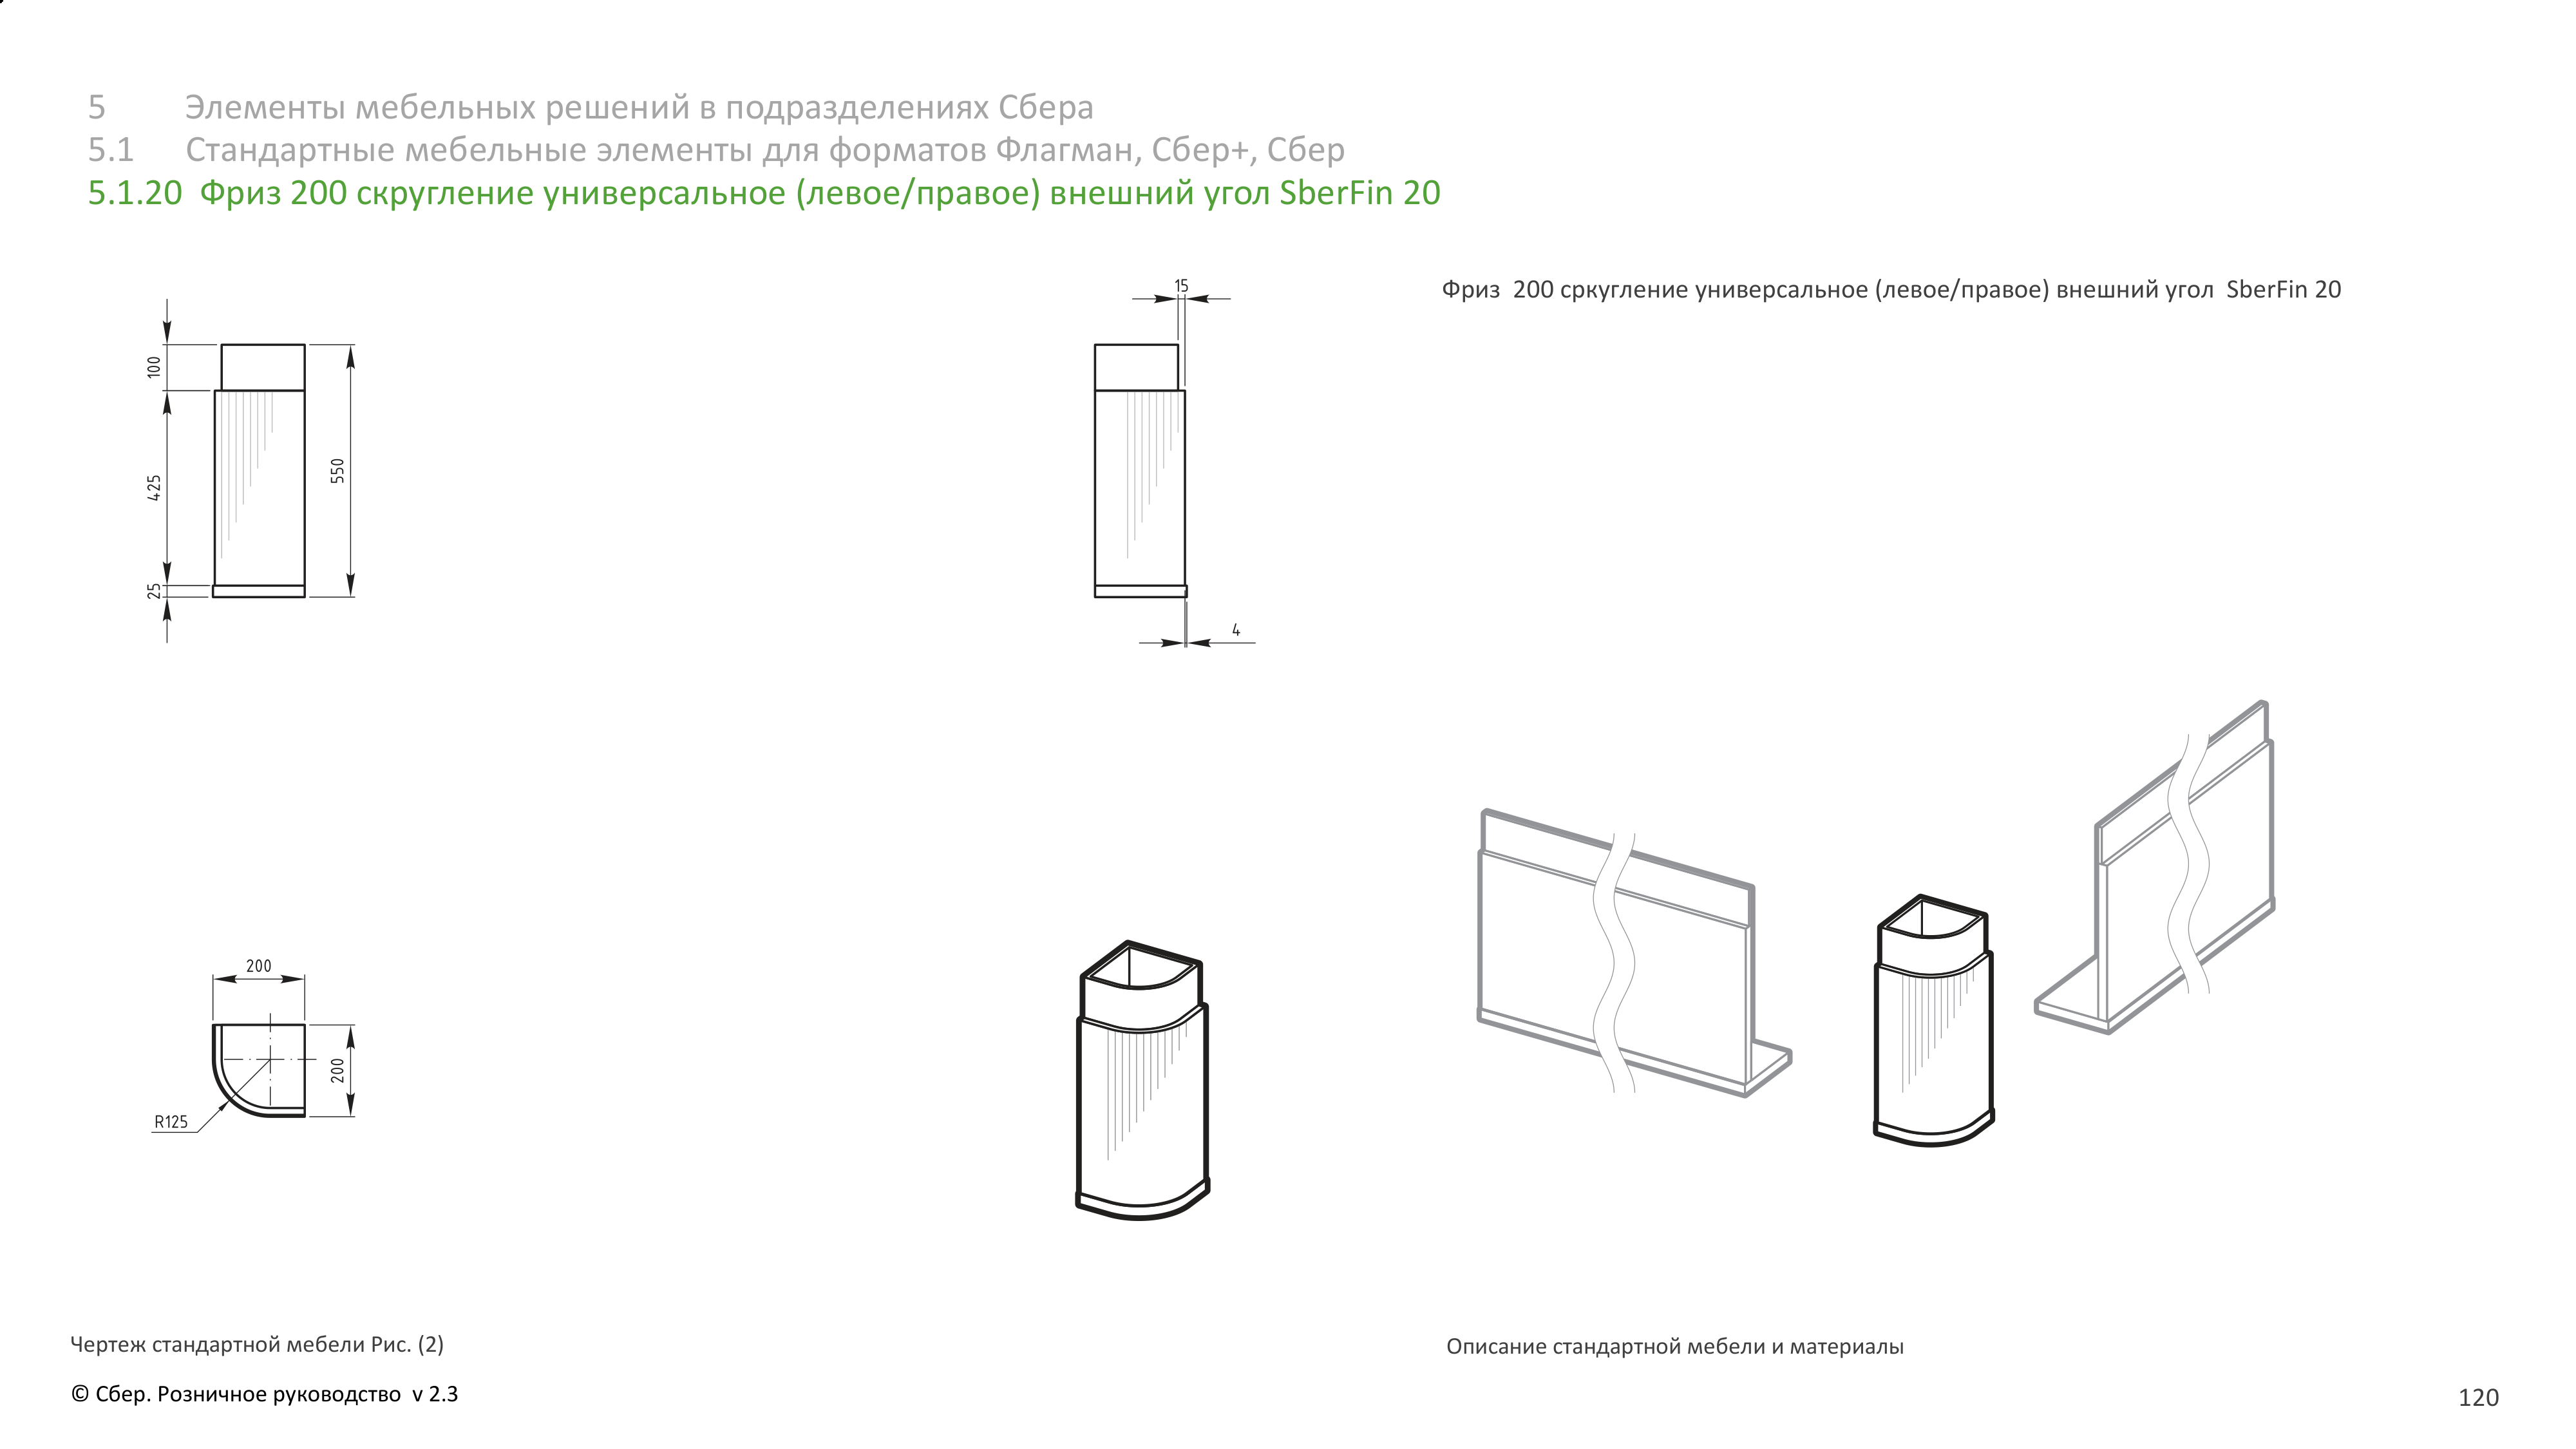 5 Элементы мебельных решений в подразделениях Сбера
5.1 Стандартные мебельные элементы для форматов Флагман, Сбер+, Сбер
5.1.20 Фриз 200 скругление универсальное (левое/правое) внешний угол SberFin 20
Фриз 200 сркугление универсальное (левое/правое) внешний угол SberFin 20
100
425
25
550
15
4
200
200
R125
Чертеж стандартной мебели Рис. (2)
Описание стандартной мебели и материалы
© Сбер. Розничное руководство v 2.3
120